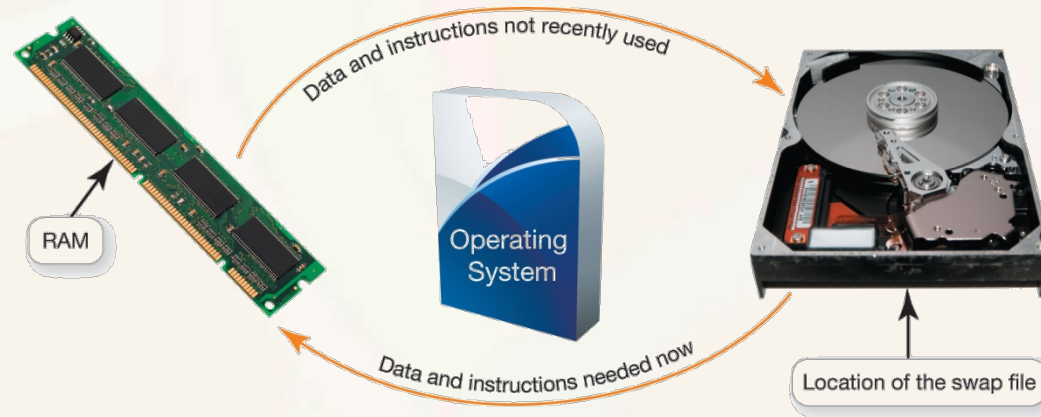 Data and instructions not recently used
RAM
Operating
System
Data and instructions needed now
Location of the swap file